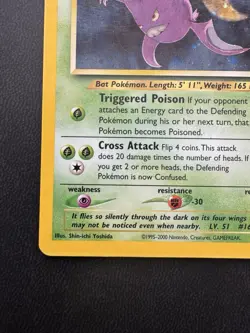 Bat Pokémon. Length: 5' 11", Weight: 165
Triggered Poison If your opponent
attaches an Energy card to the Defending
Pokémon during his or her next turn, that
Pokémon becomes Poisoned.
Cross Attack Flip 4 coins. This attack
does 20 damage times the number of heads. If
you get 2 or more heads, the Defending
Pokémon is now Confused.
weakness resistance
-30
It flies so silently through the dark on its four wings
may not be noticed even when nearby. LV. 51 #16
Illus. Shin-ichi Yoshida ©1995-2000 Nintendo, Creatures, GAMEFREAK.